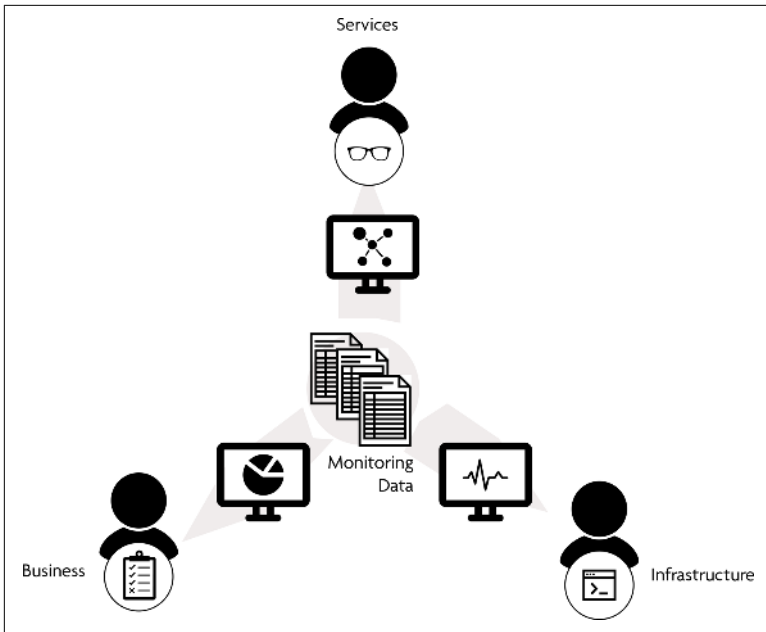 Services
Monitoring
Data
Business
Infrastructure